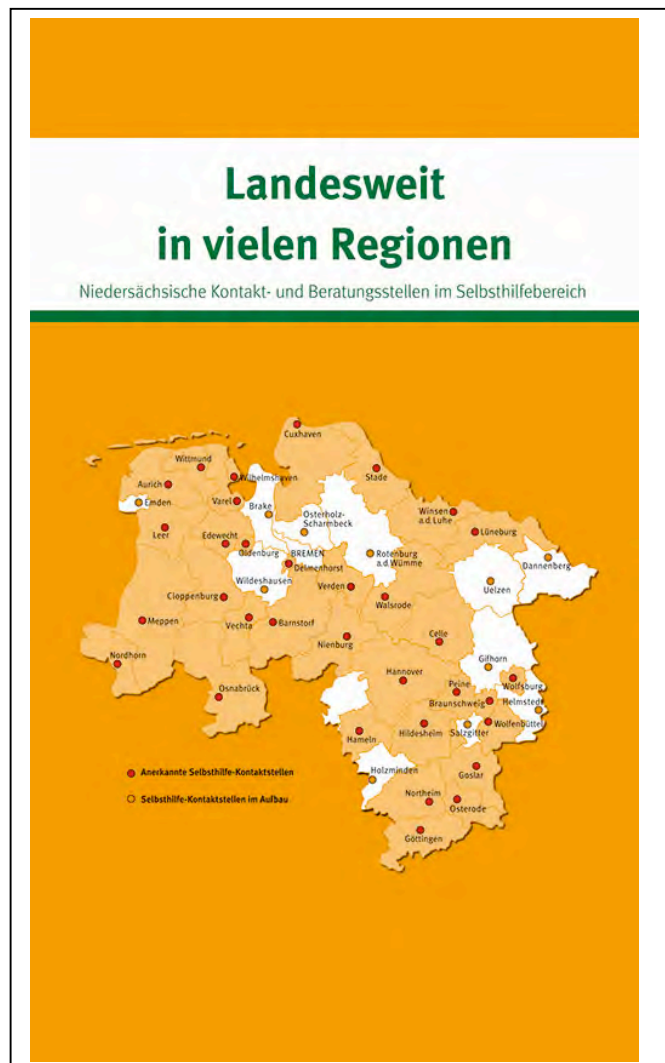 Landesweit
in vielen Regionen
Niedersächsische Kontakt- und Beratungsstellen im Selbsthilfebereich
Cuxhaven
Wittmund
Wilhelmshaven
Stade
Aurich
Emden
Varel
Brake
Osterholz-
Scharmbeck
Winsen
a.d. Luhe
Lüneburg
Leer
Edewecht
Oldenburg
BREMEN
Delmenhorst
Rotenburg
a.d. Wümme
Dannenberg
Wildeshausen
Verden
Uelzen
Cloppenburg
Walsrode
Meppen
Vechta
Barnstorf
Nienburg
Celle
Nordhorn
Gifhorn
Hannover
Peine
Wolfsburg
Osnabrück
Braunschweig
Helmstedt
Hameln
Hildesheim
Salzgitter
Wolfenbüttel
Holzminden
Goslar
Anerkannte Selbsthilfe-Kontaktstellen
Selbsthilfe-Kontaktstellen im Aufbau
Northeim
Osterode
Göttingen